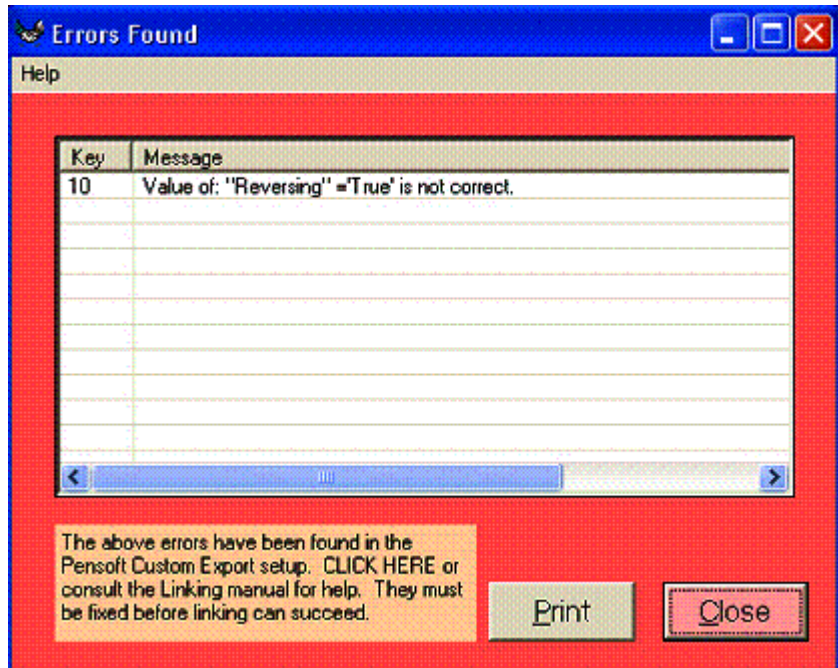 Errors Found
Help
Key Message
10 Value of: "Reversing" ='True' is not correct.
The above errors have been found in the
Pensoft Custom Export setup. CLICK HERE or
consult the Linking manual for help. They must
be fixed before linking can succeed.
Print
Close